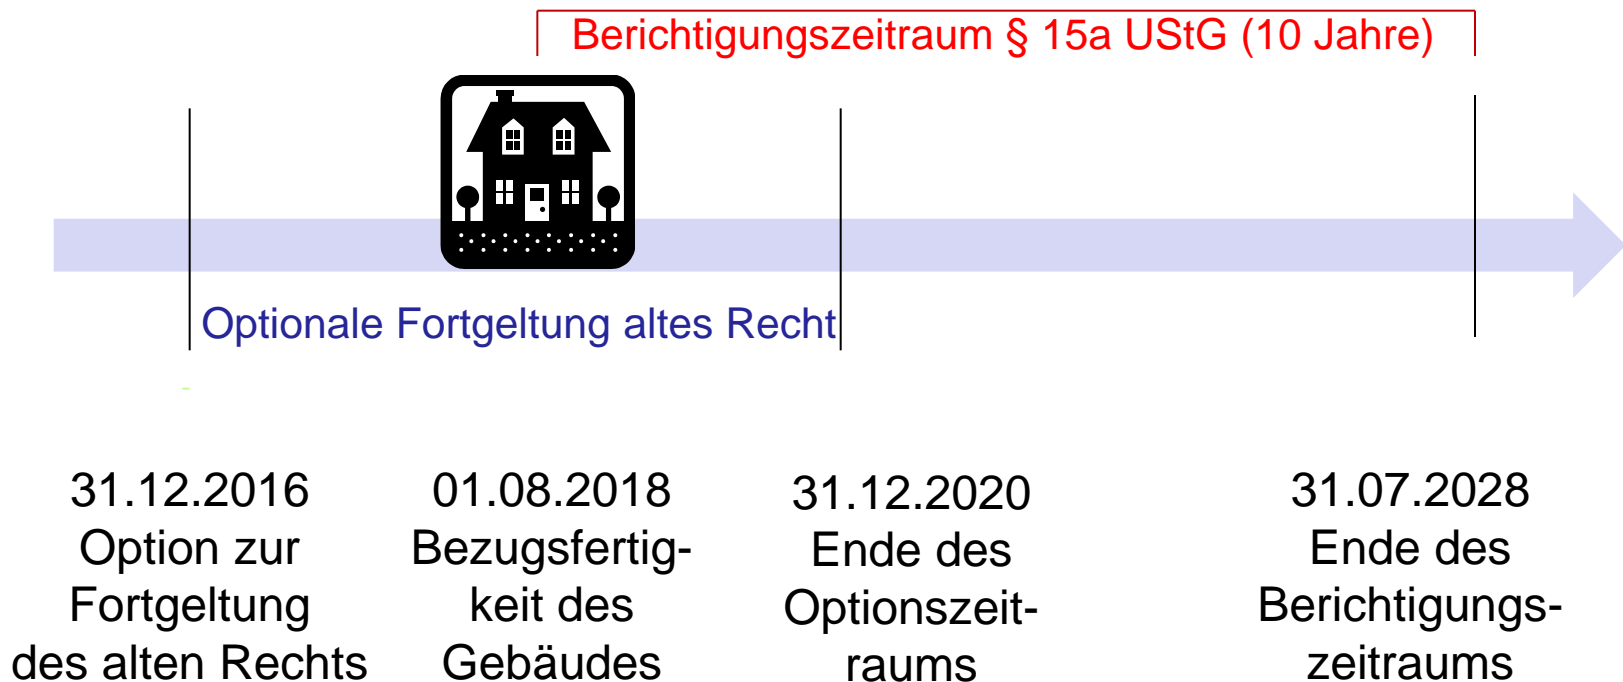 Berichtigungszeitraum § 15a UStG (10 Jahre)
Optionale Fortgeltung altes Recht
31.12.2016
Option zur
Fortgeltung
des alten Rechts
01.08.2018
Bezugsfertig-
keit des
Gebäudes
31.12.2020
Ende des
Optionszeit-
raums
31.07.2028
Ende des
Berichtigungs-
zeitraums